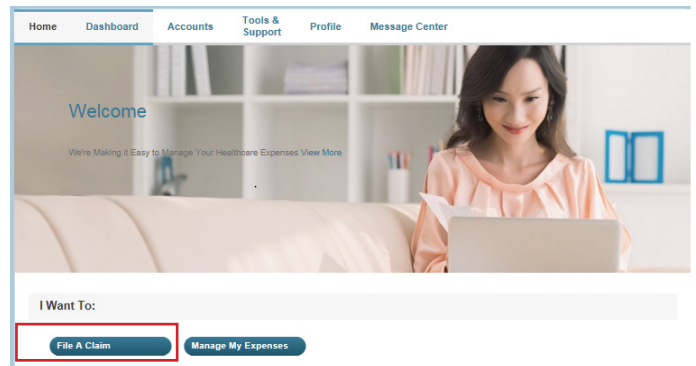 Home Dashboard Accounts Tools & Support Profile Message Center
Welcome
We're Making it Easy to Manage Your Healthcare Expenses View More
I Want To:
File A Claim Manage My Expenses